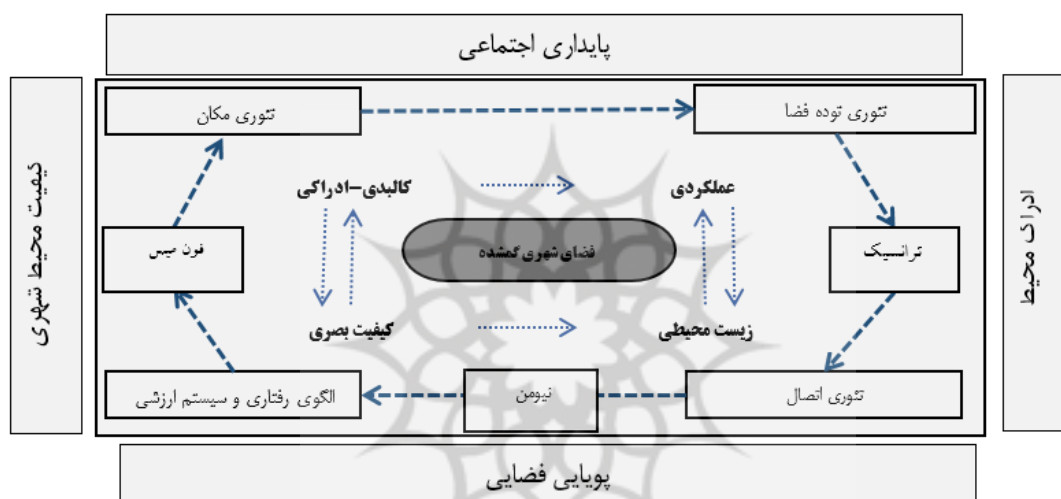 پایداری اجتماعی
ادراک محیط
کیفیت محیط شهری
تئوری توده فضا
تئوری مکان
عملکردی
کالبدی-ادراکی
ترانسیک
فضای شهری گمشده
فون میس
زیست محیطی
کیفیت بصری
تئوری اتصال
نیومن
الگوی رفتاری و سیستم ارزشی
پویایی فضایی